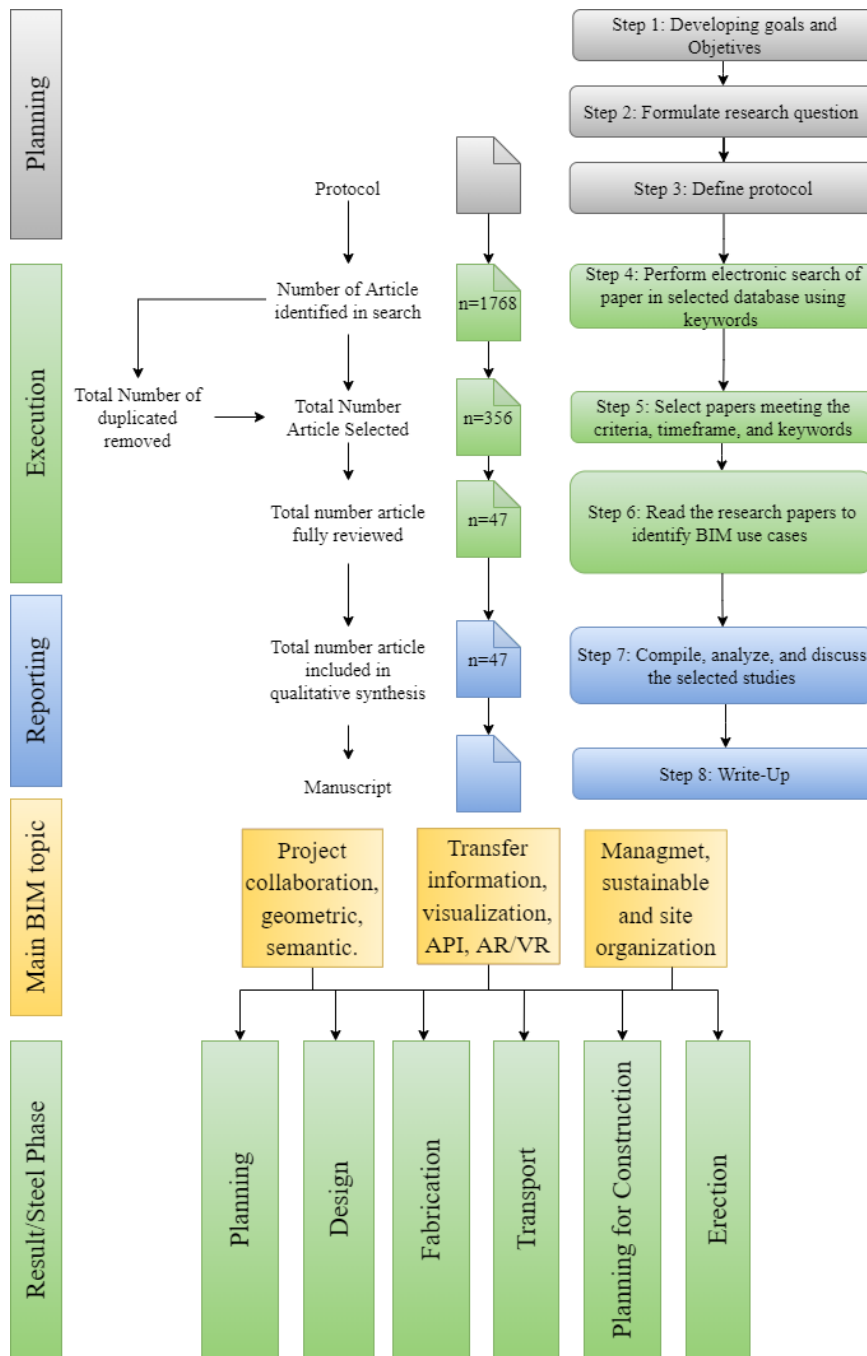 Planning
Step 1: Developing goals and
Objetives
Step 2: Formulate research question
Protocol
Step 3: Define protocol
Execution
Number of Article
identified in search
n=1768
Step 4: Perform electronic search of
paper in selected database using
keywords
Total Number of
duplicated
removed
Total Number
Article Selected
n=356
Step 5: Select papers meeting the
criteria, timeframe, and keywords
Total number article
fully reviewed
n=47
Step 6: Read the research papers to
identify BIM use cases
Reporting
Total number article
included in
qualitative synthesis
n=47
Step 7: Compile, analyze, and discuss
the selected studies
Manuscript
Step 8: Write-Up
Main BIM topic
Project
collaboration,
geometric,
semantic.
Transfer
information,
visualization,
API, AR/VR
Managmet,
sustainable
and site
organization
Result/Steel Phase
Planning
Design
Fabrication
Transport
Planning for Construction
Erection